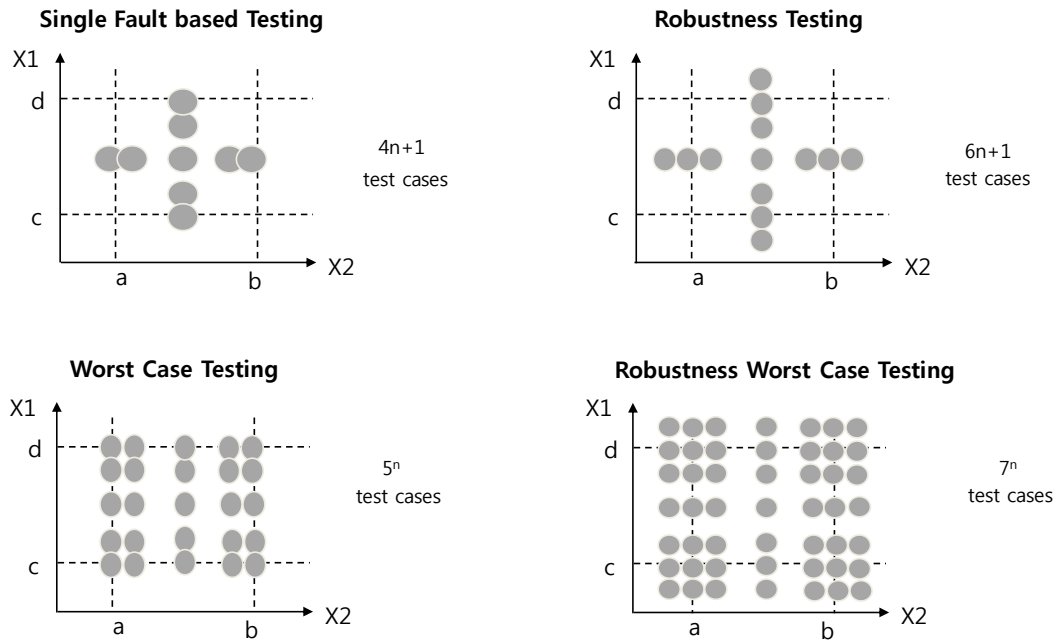 Single Fault based Testing
X1
d
c
a
b
X2
4n+1
test cases
Robustness Testing
X1
d
c
a
b
X2
6n+1
test cases
Worst Case Testing
X1
d
c
a
b
X2
5ⁿ
test cases
Robustness Worst Case Testing
X1
d
c
a
b
X2
7ⁿ
test cases